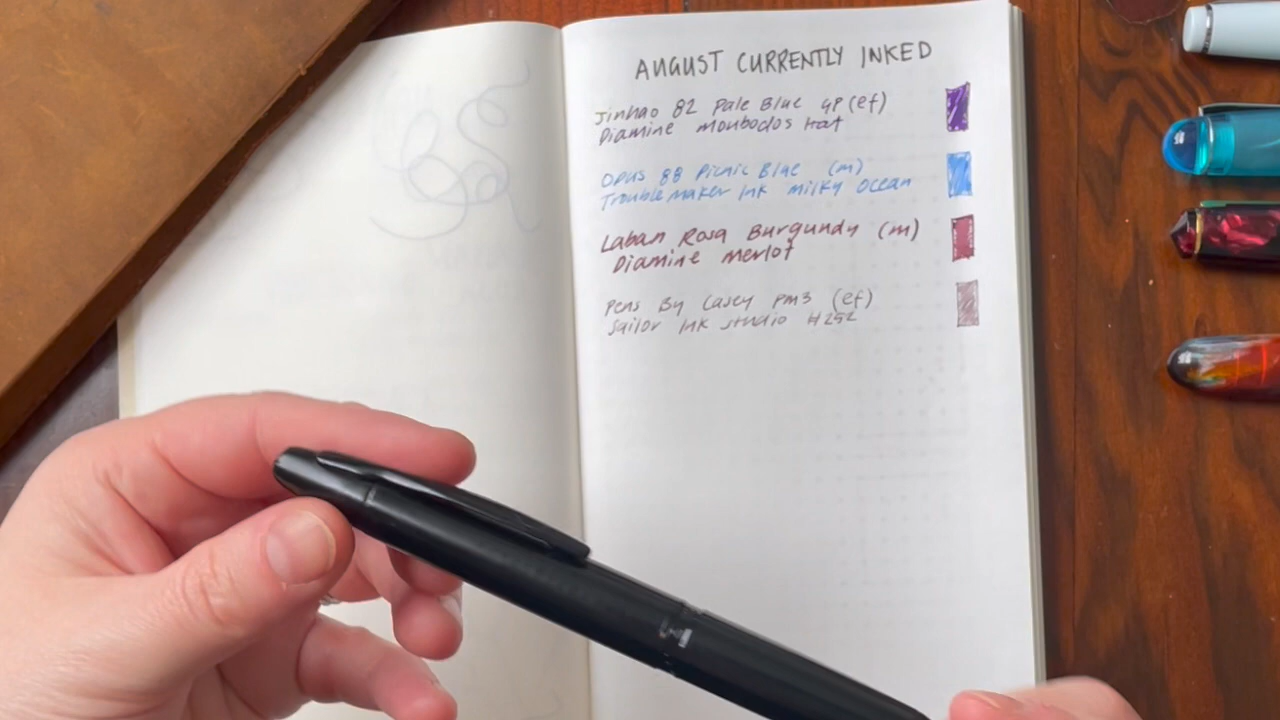 AUGUST CURRENTLY INKED
Jinhao 82 Pale Blue GP (ef)
Diamine Moubodos Hat
Opus 88 Picnic Blue (m)
Troublemaker Ink Milky Ocean
Laban Rosa Burgundy (m)
Diamine Merlot
Pens By Casey PM3 (ef)
Sailor Ink Studio #252